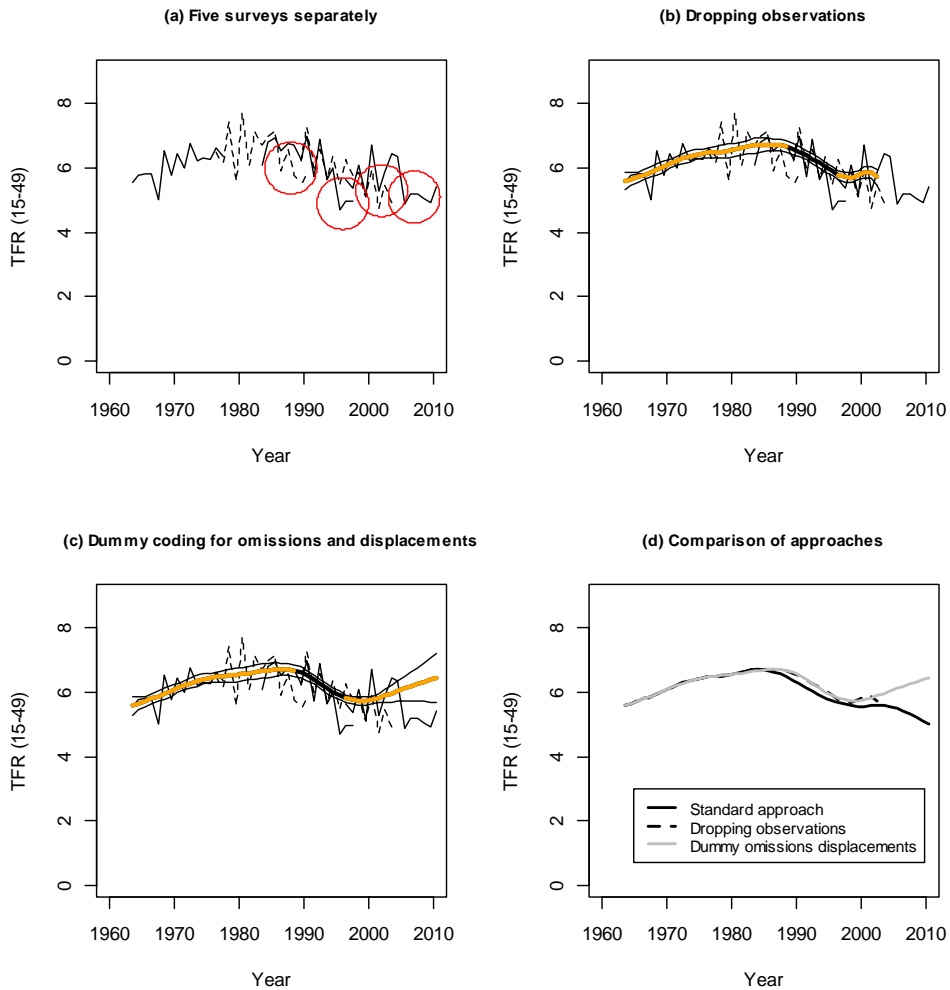 (a) Five surveys separately
TFR (15-49)
8
6
4
2
0
1960 1970 1980 1990 2000 2010
Year
(b) Dropping observations
TFR (15-49)
8
6
4
2
0
1960 1970 1980 1990 2000 2010
Year
(c) Dummy coding for omissions and displacements
TFR (15-49)
8
6
4
2
0
1960 1970 1980 1990 2000 2010
Year
(d) Comparison of approaches
TFR (15-49)
8
6
4
2
0
Standard approach
Dropping observations
Dummy omissions displacements
1960 1970 1980 1990 2000 2010
Year